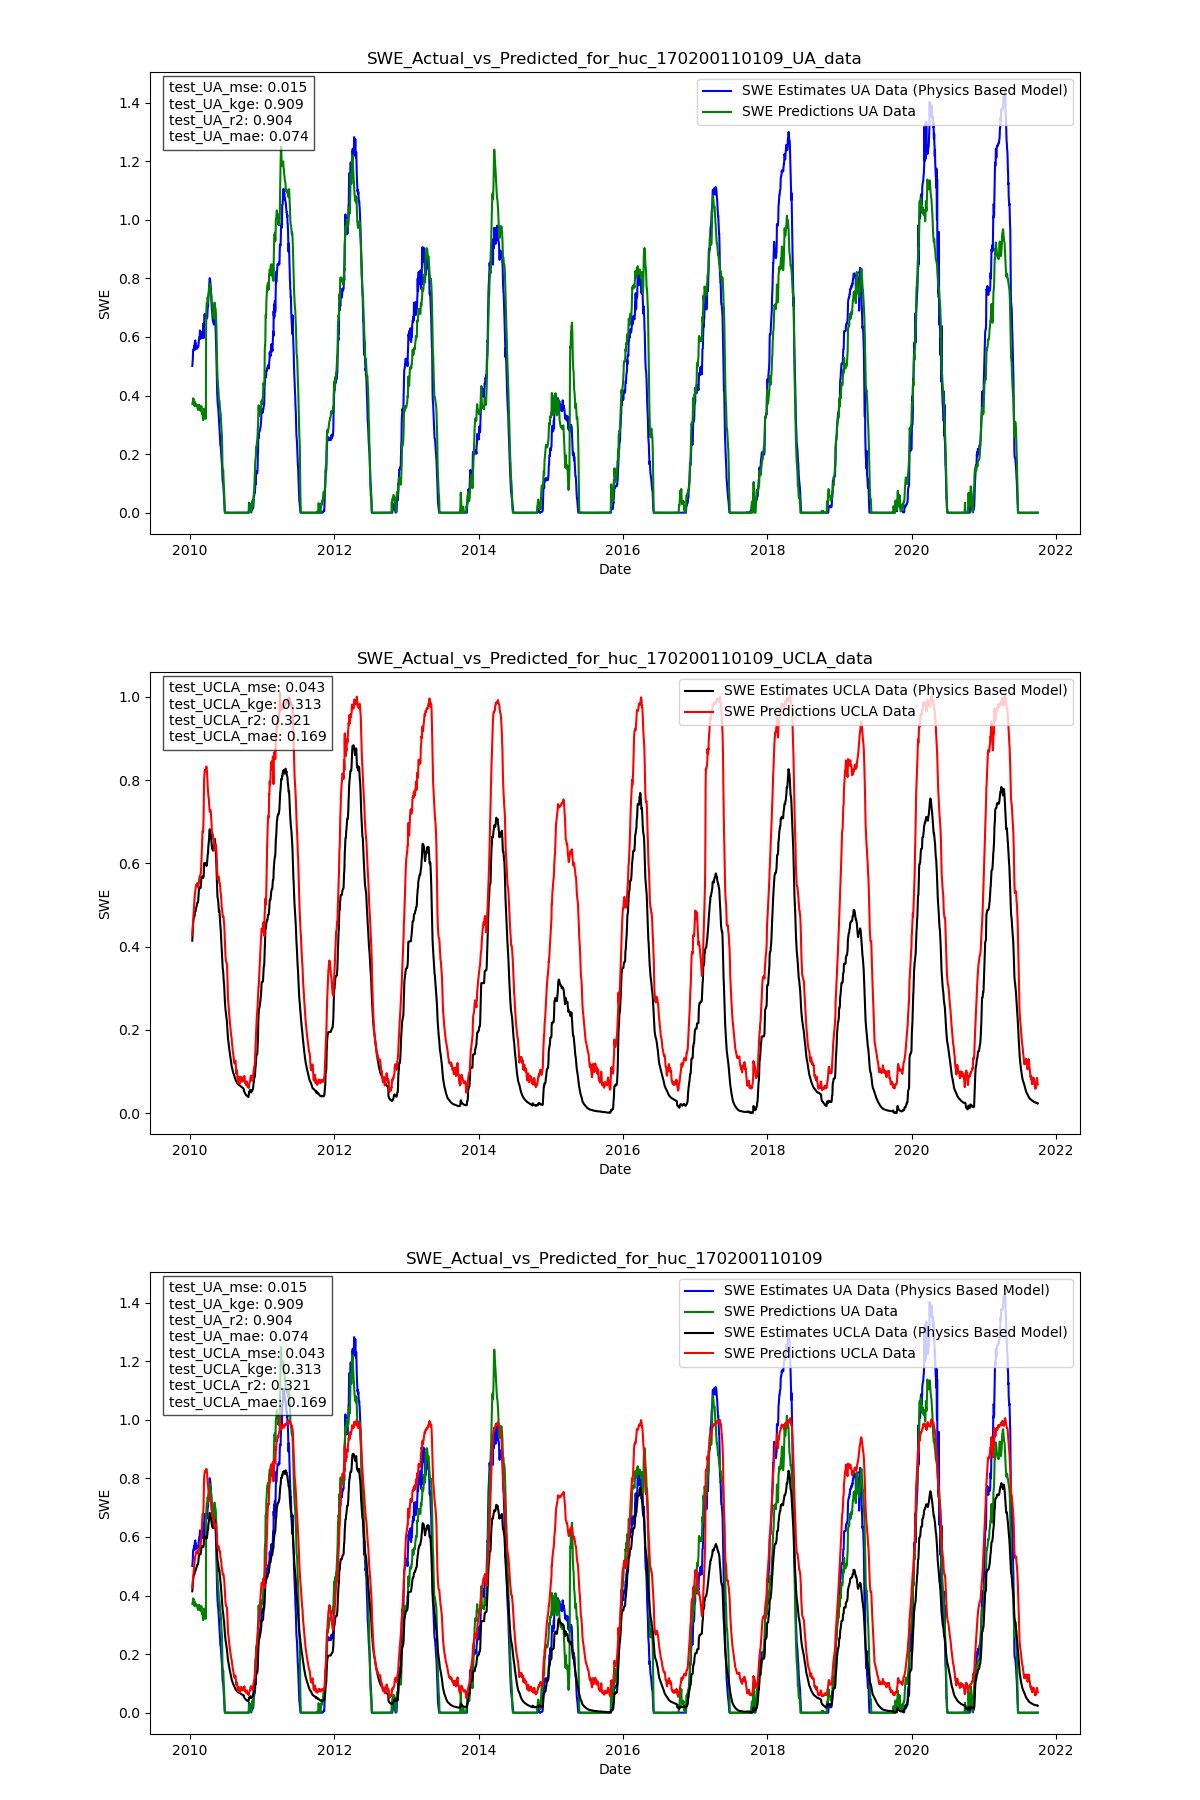 SWE_Actual_vs_Predicted_for_huc_170200110109_UA_data
test_UA_mse: 0.015
test_UA_kge: 0.909
test_UA_r2: 0.904
test_UA_mae: 0.074
SWE Estimates UA Data (Physics Based Model)
SWE Predictions UA Data
1.4
1.2
1.0
0.8
0.6
0.4
0.2
0.0
SWE
2010 2012 2014 2016 2018 2020 2022
Date
SWE_Actual_vs_Predicted_for_huc_170200110109_UCLA_data
test_UCLA_mse: 0.043
test_UCLA_kge: 0.313
test_UCLA_r2: 0.321
test_UCLA_mae: 0.169
SWE Estimates UCLA Data (Physics Based Model)
SWE Predictions UCLA Data
1.0
0.8
0.6
0.4
0.2
0.0
SWE
2010 2012 2014 2016 2018 2020 2022
Date
SWE_Actual_vs_Predicted_for_huc_170200110109
test_UA_mse: 0.015
test_UA_kge: 0.909
test_UA_r2: 0.904
test_UA_mae: 0.074
test_UCLA_mse: 0.043
test_UCLA_kge: 0.313
test_UCLA_r2: 0.321
test_UCLA_mae: 0.169
SWE Estimates UA Data (Physics Based Model)
SWE Predictions UA Data
SWE Estimates UCLA Data (Physics Based Model)
SWE Predictions UCLA Data
1.4
1.2
1.0
0.8
0.6
0.4
0.2
0.0
SWE
2010 2012 2014 2016 2018 2020 2022
Date